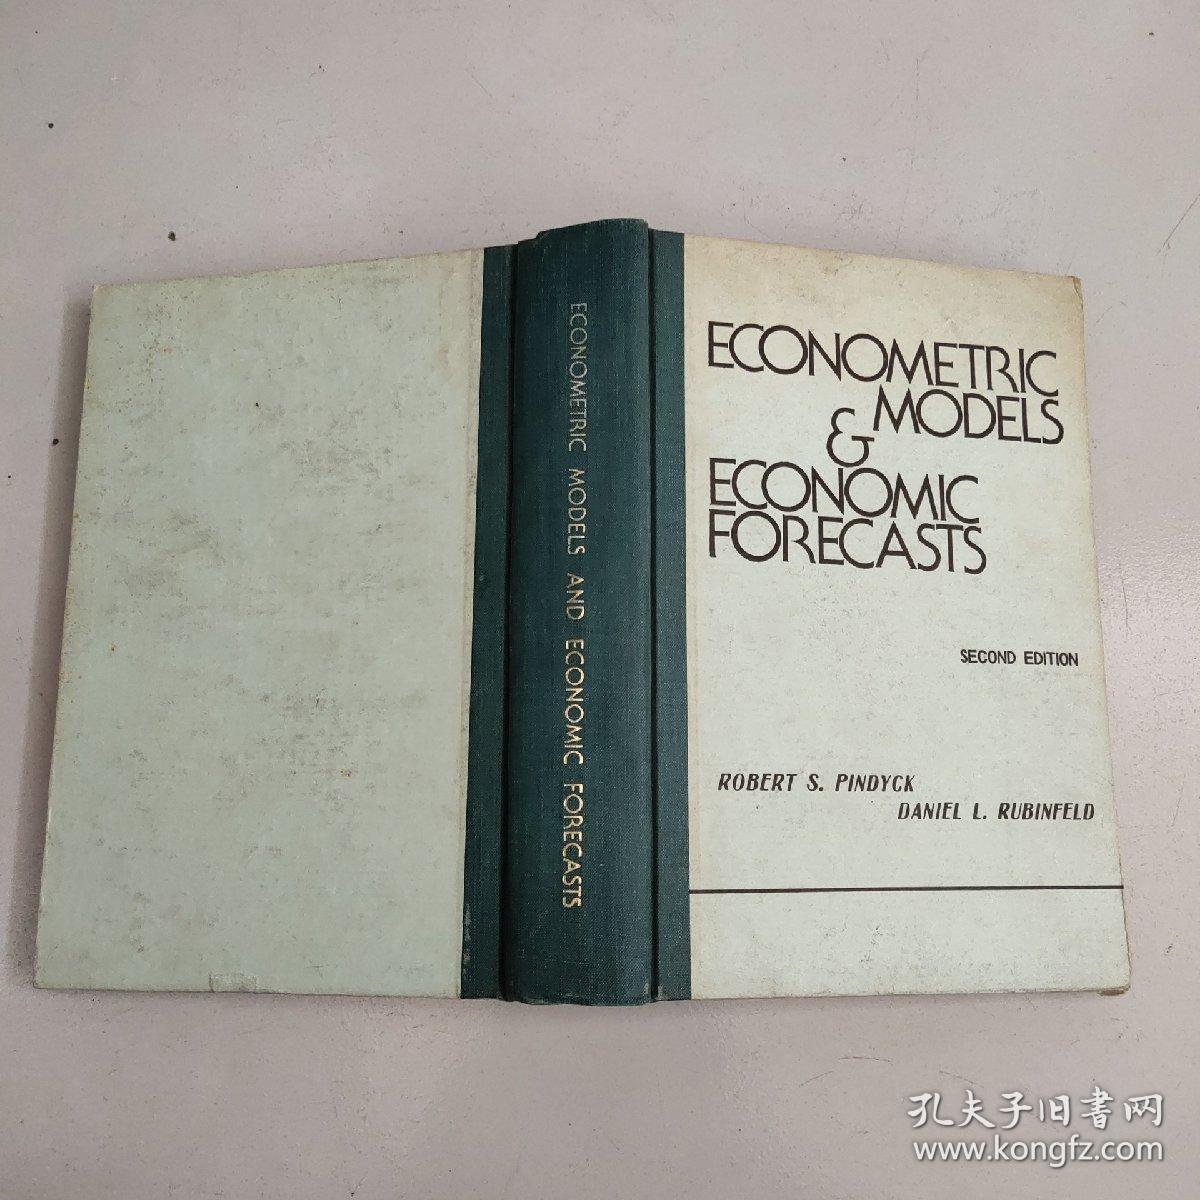 ECONOMETRIC MODELS AND ECONOMIC FORECASTS
ECONOMETRIC
MODELS
&
ECONOMIC
FORECASTS
SECOND EDITION
ROBERT S. PINDYCK
DANIEL L. RUBINFELD
孔夫子旧书网
www.kongfz.com